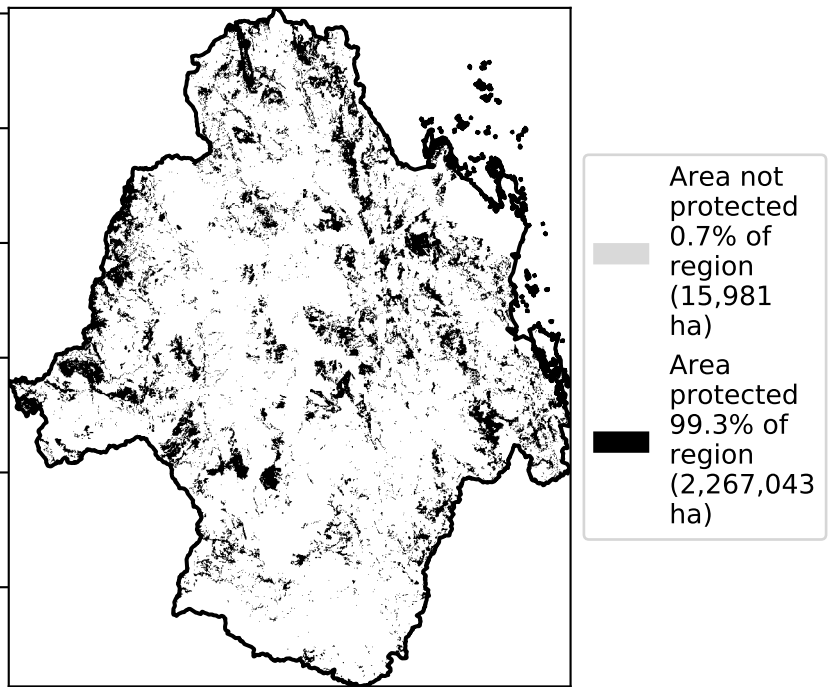 Area not
protected
0.7% of
region
(15,981
ha)
Area
protected
99.3% of
region
(2,267,043
ha)